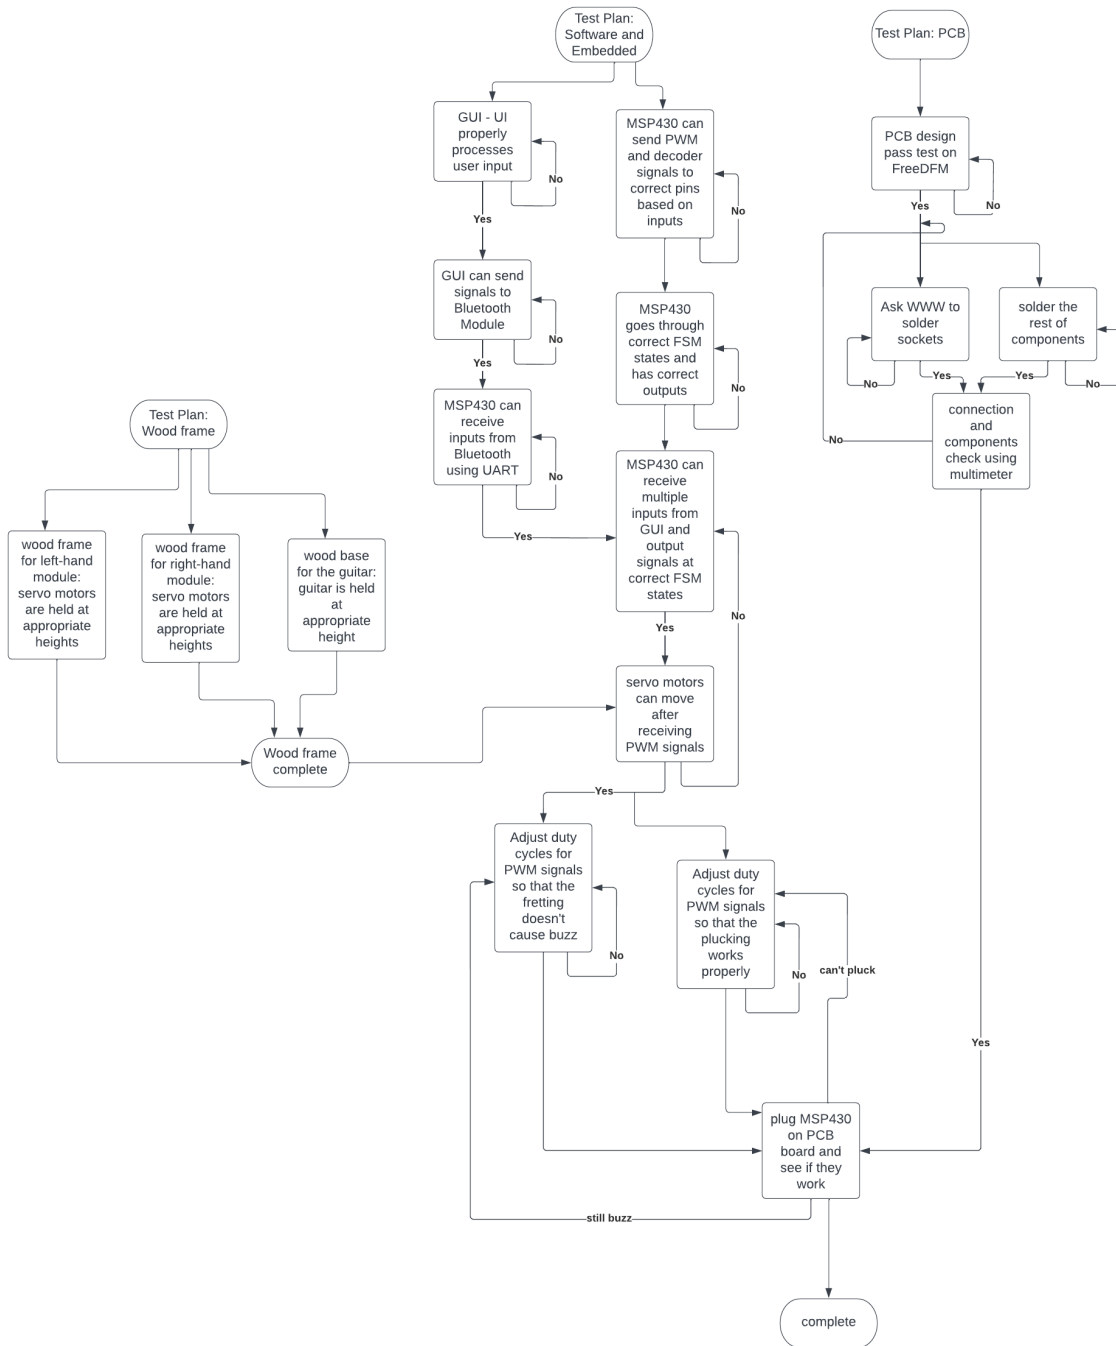 Test Plan:
Software and
Embedded
Test Plan: PCB
GUI - UI
properly
processes
user input
No
Yes
MSP430 can
send PWM
and decoder
signals to
correct pins
based on
inputs
No
PCB design
pass test on
FreeDFM
No
Yes
GUI can send
signals to
Bluetooth
Module
No
Yes
MSP430
goes through
correct FSM
states and
has correct
outputs
No
Ask WWW to
solder
sockets
No
Yes
solder the
rest of
components
Yes
No
MSP430 can
receive
inputs from
Bluetooth
using UART
No
Yes
connection
and
components
check using
multimeter
No
Test Plan:
Wood frame
MSP430 can
receive
multiple
inputs from
GUI and
output
signals at
correct FSM
states
No
Yes
wood frame
for left-hand
module:
servo motors
are held at
appropriate
heights
wood frame
for right-hand
module:
servo motors
are held at
appropriate
heights
wood base
for the guitar:
guitar is held
at
appropriate
height
servo motors
can move
after
receiving
PWM signals
Wood frame
complete
Yes
Adjust duty
cycles for
PWM signals
so that the
fretting
doesn't
cause buzz
No
Adjust duty
cycles for
PWM signals
so that the
plucking
works
properly
No
can't pluck
Yes
plug MSP430
on PCB
board and
see if they
work
still buzz
complete